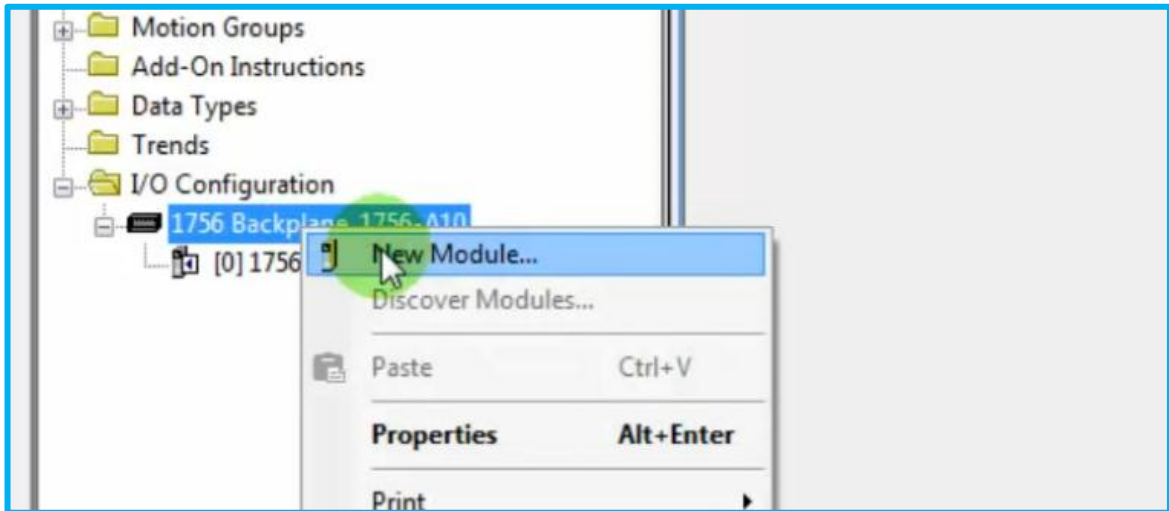 Motion Groups
Add-On Instructions
Data Types
Trends
I/O Configuration
1756 Backplane, 1756-A10
[0] 1756
New Module...
Discover Modules...
Paste Ctrl+V
Properties Alt+Enter
Print